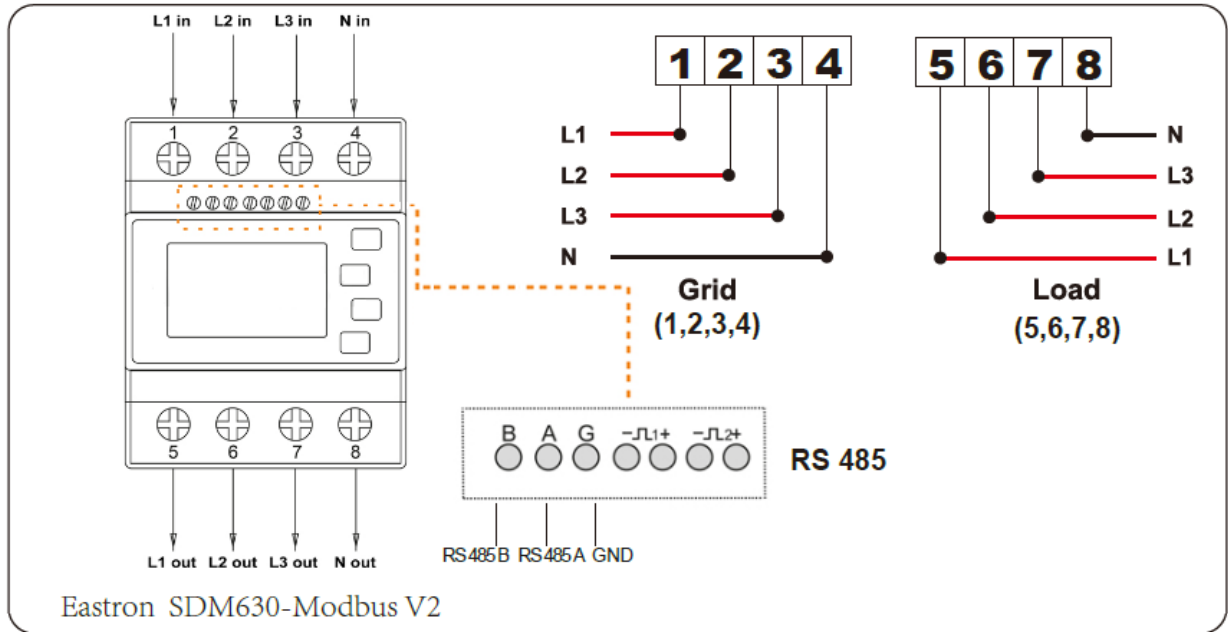 L1 in L2 in L3 in N in
1 2 3 4
5 6 7 8
L1 out L2 out L3 out N out
1 2 3 4
L1
L2
L3
N
Grid
(1,2,3,4)
5 6 7 8
N
L3
L2
L1
Load
(5,6,7,8)
B A G - 1+ - 2+
RS 485
RS485B RS485A GND
Eastron SDM630-Modbus V2